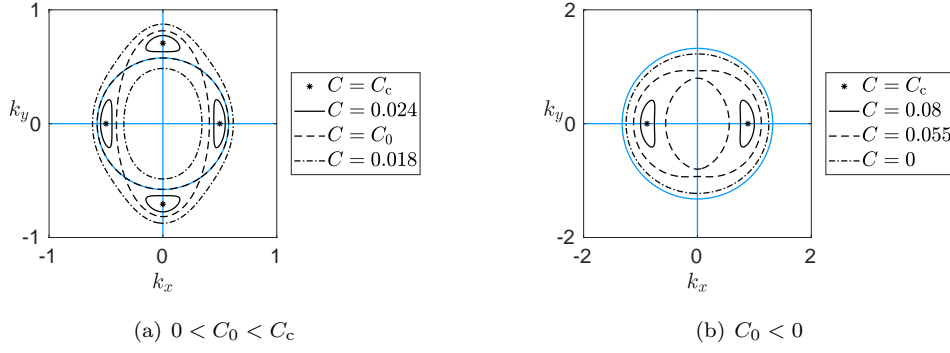 1
k_y
0
-1
-1
0
1
k_x
C = C_c
C = 0.024
C = C_0
C = 0.018
(a) 0 < C_0 < C_c
2
k_y
0
-2
-2
0
2
k_x
C = C_c
C = 0.08
C = 0.055
C = 0
(b) C_0 < 0